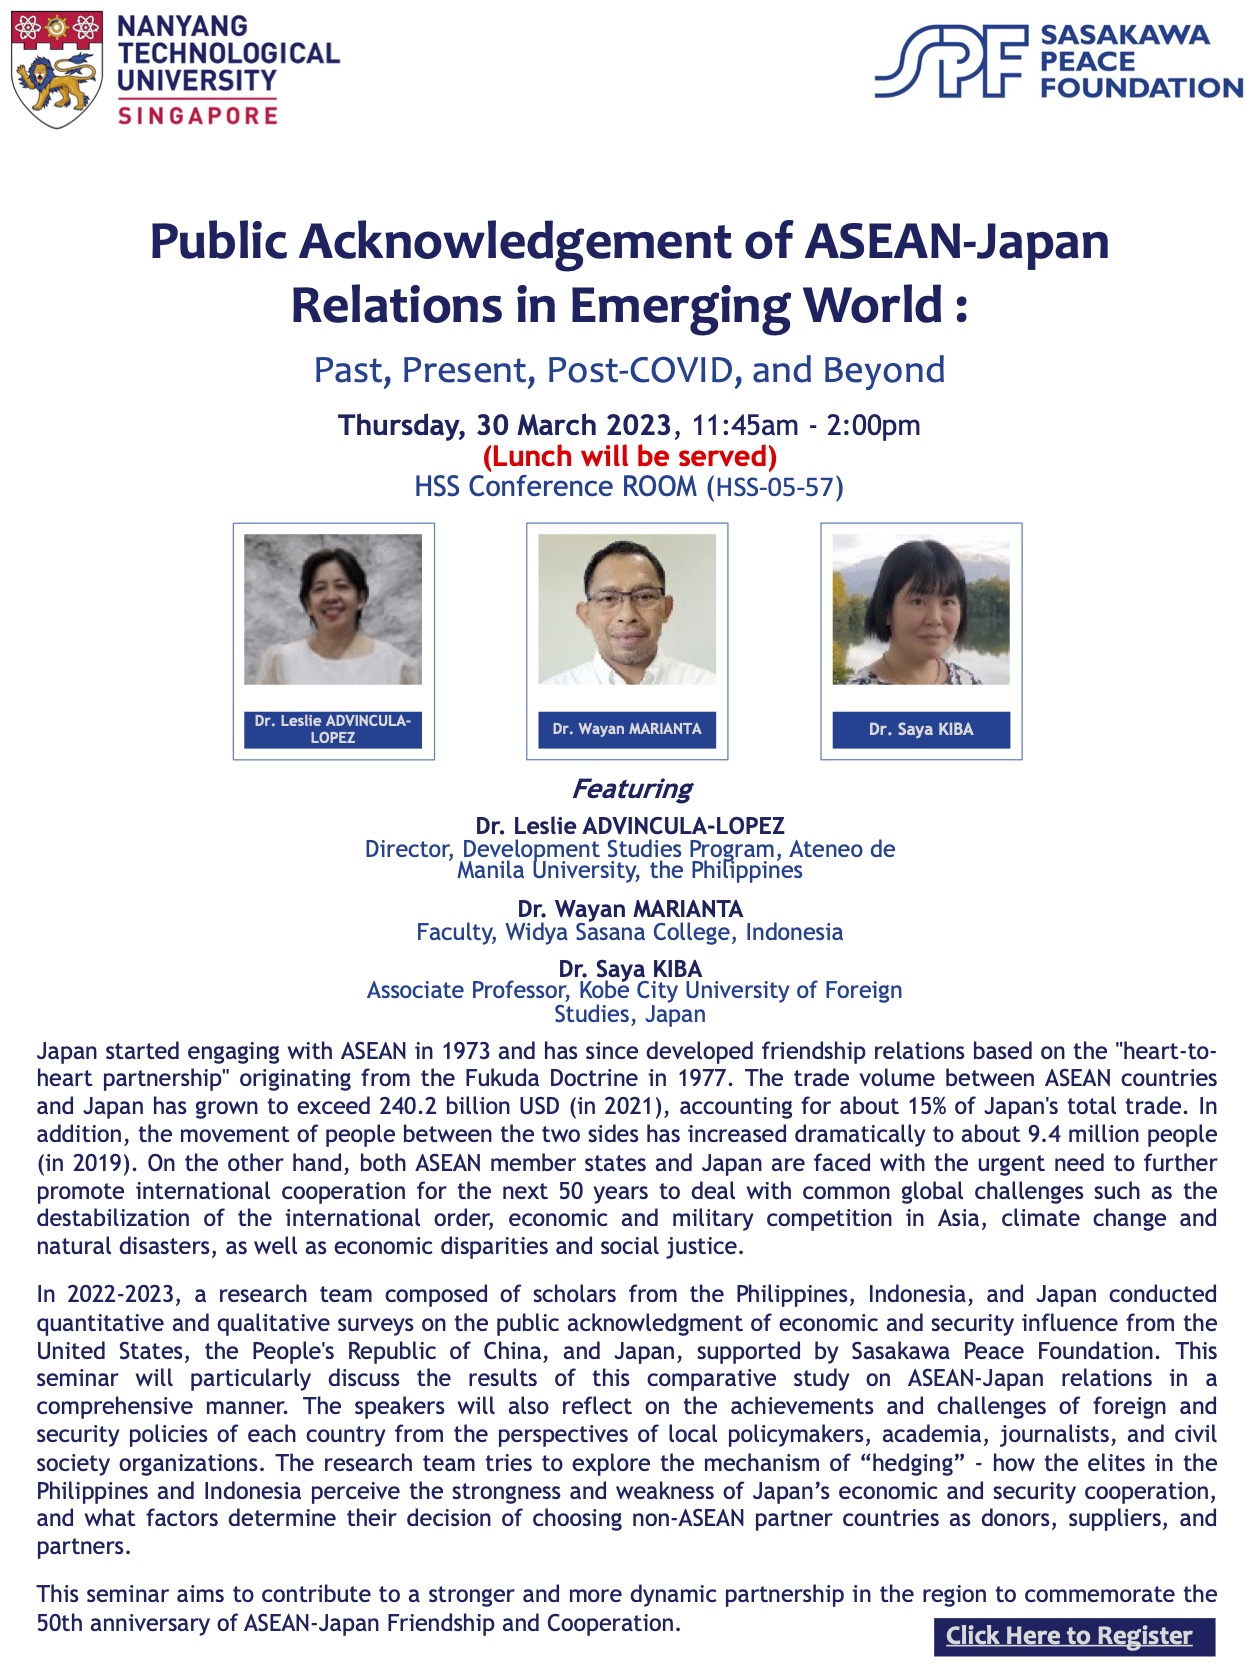 NANYANG
TECHNOLOGICAL
UNIVERSITY
SINGAPORE
SPF
SASAKAWA
PEACE
FOUNDATION
Public Acknowledgement of ASEAN-Japan
Relations in Emerging World :
Past, Present, Post-COVID, and Beyond
Thursday, 30 March 2023, 11:45am - 2:00pm
(Lunch will be served)
HSS Conference ROOM (HSS-05-57)
Dr. Leslie ADVINCULA-
LOPEZ
Dr. Wayan MARIANTA
Dr. Saya KIBA
Featuring
Dr. Leslie ADVINCULA-LOPEZ
Director, Development Studies Program, Ateneo de
Manila University, the Philippines
Dr. Wayan MARIANTA
Faculty, Widya Sasana College, Indonesia
Dr. Saya KIBA
Associate Professor, Kobe City University of Foreign
Studies, Japan
Japan started engaging with ASEAN in 1973 and has since developed friendship relations based on the "heart-to-
heart partnership" originating from the Fukuda Doctrine in 1977. The trade volume between ASEAN countries
and Japan has grown to exceed 240.2 billion USD (in 2021), accounting for about 15% of Japan's total trade. In
addition, the movement of people between the two sides has increased dramatically to about 9.4 million people
(in 2019). On the other hand, both ASEAN member states and Japan are faced with the urgent need to further
promote international cooperation for the next 50 years to deal with common global challenges such as the
destabilization of the international order, economic and military competition in Asia, climate change and
natural disasters, as well as economic disparities and social justice.
In 2022-2023, a research team composed of scholars from the Philippines, Indonesia, and Japan conducted
quantitative and qualitative surveys on the public acknowledgment of economic and security influence from the
United States, the People's Republic of China, and Japan, supported by Sasakawa Peace Foundation. This
seminar will particularly discuss the results of this comparative study on ASEAN-Japan relations in a
comprehensive manner. The speakers will also reflect on the achievements and challenges of foreign and
security policies of each country from the perspectives of local policymakers, academia, journalists, and civil
society organizations. The research team tries to explore the mechanism of “hedging” - how the elites in the
Philippines and Indonesia perceive the strongness and weakness of Japan’s economic and security cooperation,
and what factors determine their decision of choosing non-ASEAN partner countries as donors, suppliers, and
partners.
This seminar aims to contribute to a stronger and more dynamic partnership in the region to commemorate the
50th anniversary of ASEAN-Japan Friendship and Cooperation.
Click Here to Register